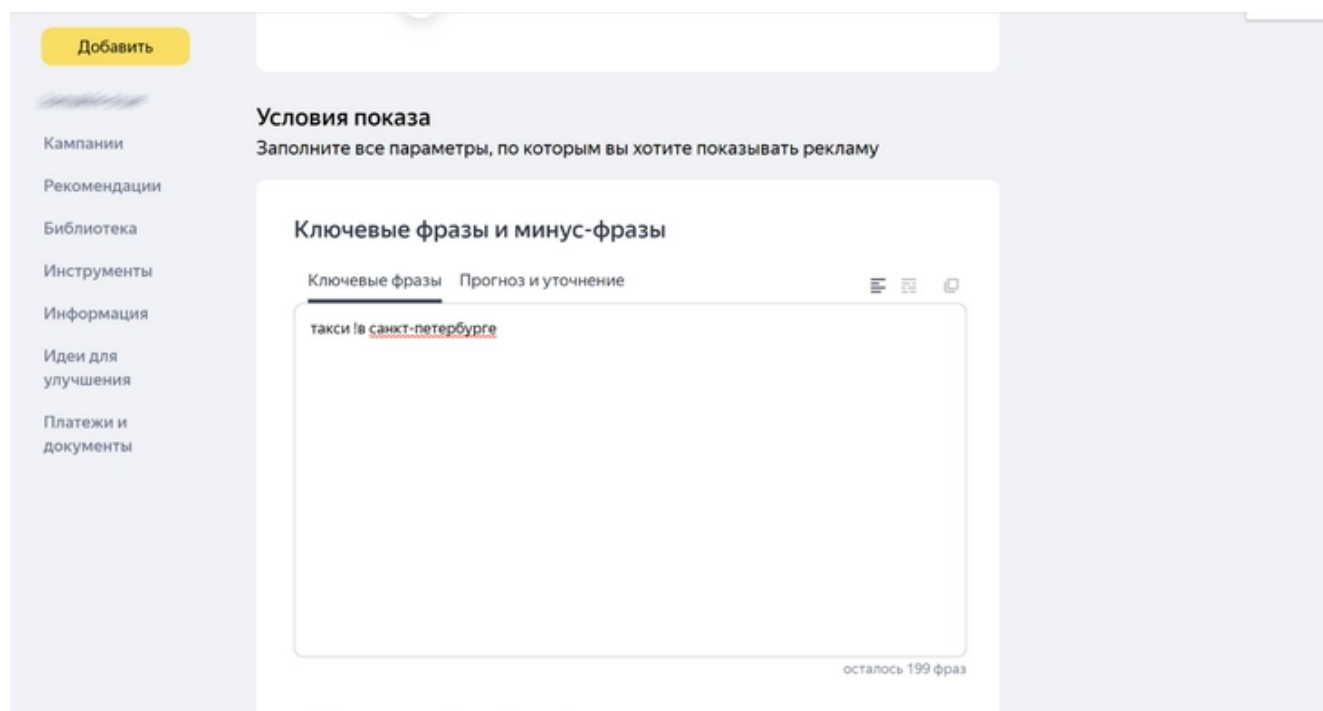 Добавить
Кампании
Рекомендации
Библиотека
Инструменты
Информация
Идеи для
улучшения
Платежи и
документы
Условия показа
Заполните все параметры, по которым вы хотите показывать рекламу
Ключевые фразы и минус-фразы
Ключевые фразы Прогноз и уточнение
такси !в санкт-петербурге
осталось 199 фраз